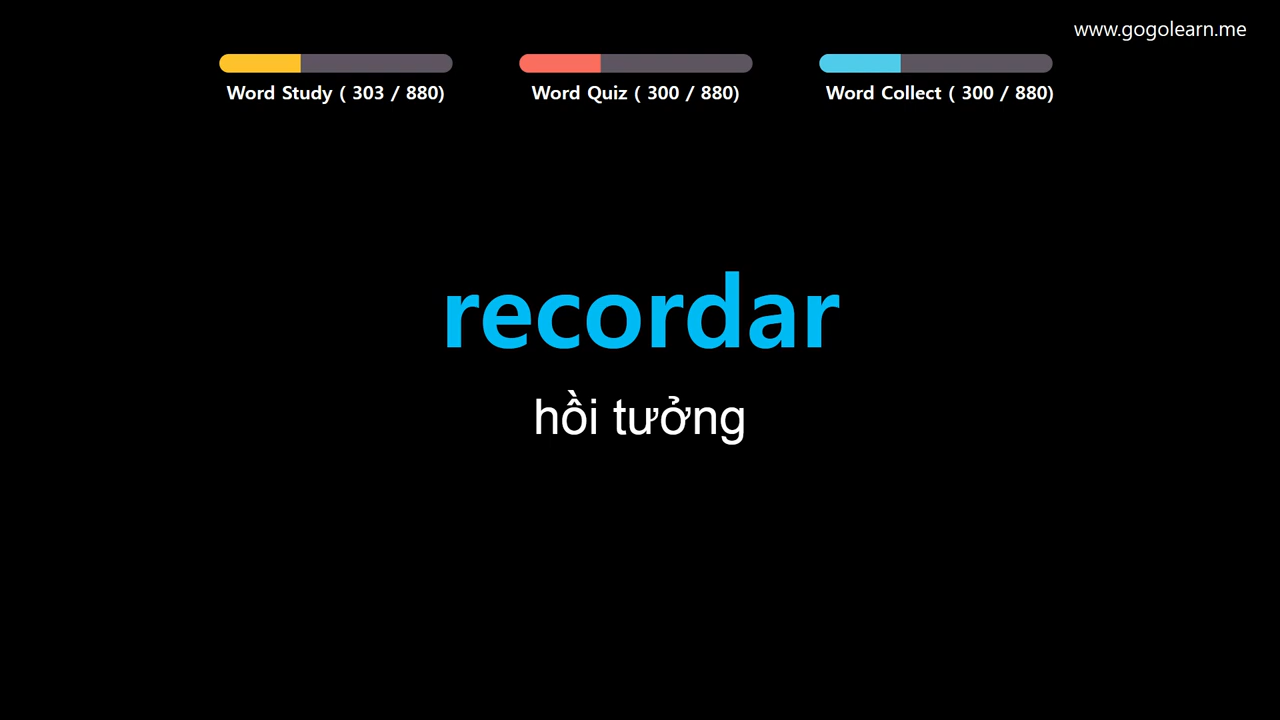 www.gogolearn.me
Word Study ( 303 / 880)
Word Quiz ( 300 / 880)
Word Collect ( 300 / 880)
recordar
hồi tưởng